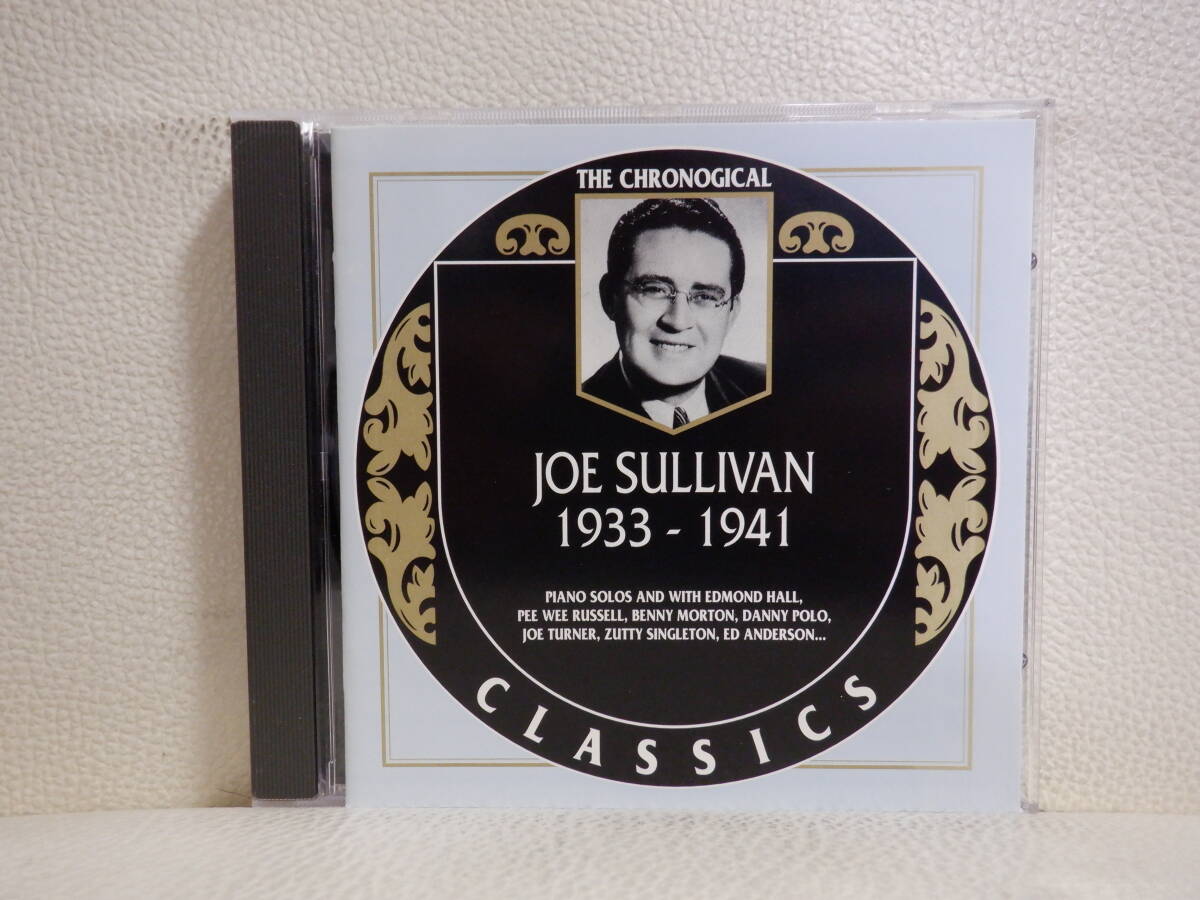 THE CHRONOGICAL
JOE SULLIVAN
1933 - 1941
PIANO SOLOS AND WITH EDMOND HALL,
PEE WEE RUSSELL, BENNY MORTON, DANNY POLO,
JOE TURNER, ZUTTY SINGLETON, ED ANDERSON...
CLASSICS